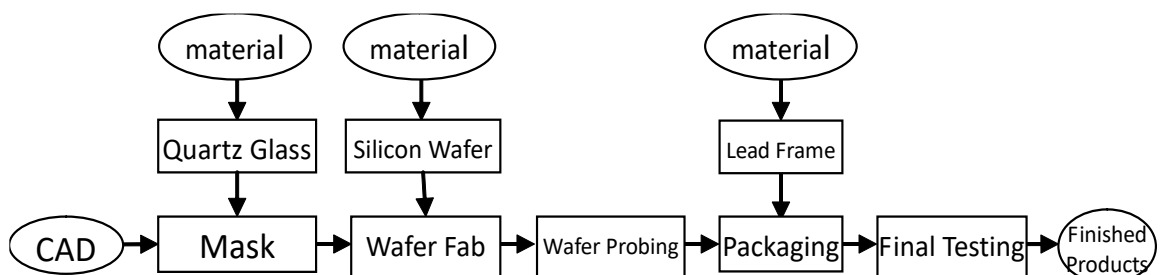 material
material
material
Quartz Glass
Silicon Wafer
Lead Frame
CAD
Mask
Wafer Fab
Wafer Probing
Packaging
Final Testing
Finished
Products